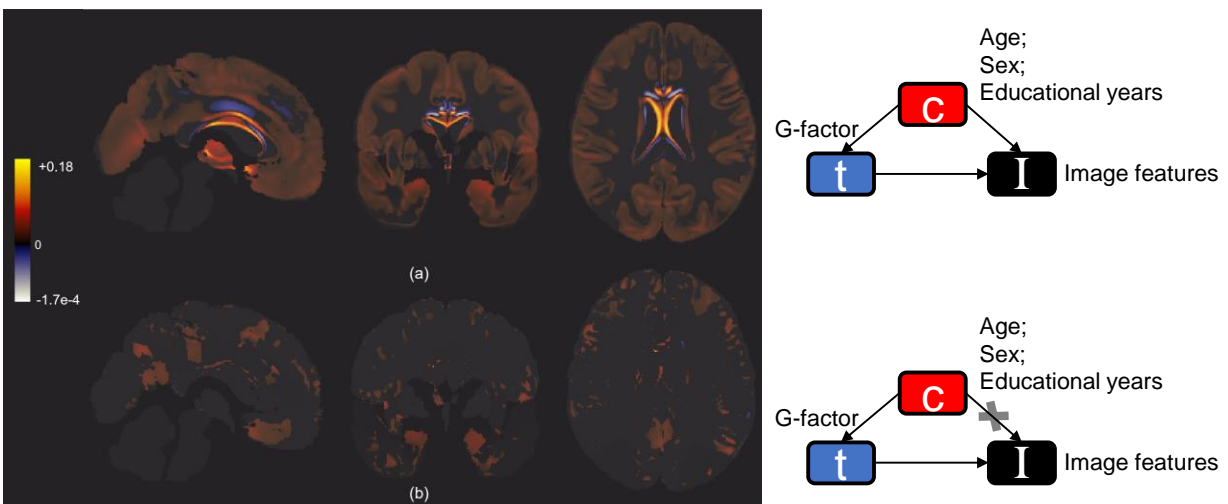 +0.18
0
-1.7e-4
(a)
(b)
Age;
Sex;
Educational years
G-factor
C
t
I
Image features
Age;
Sex;
Educational years
G-factor
C
t
I
Image features